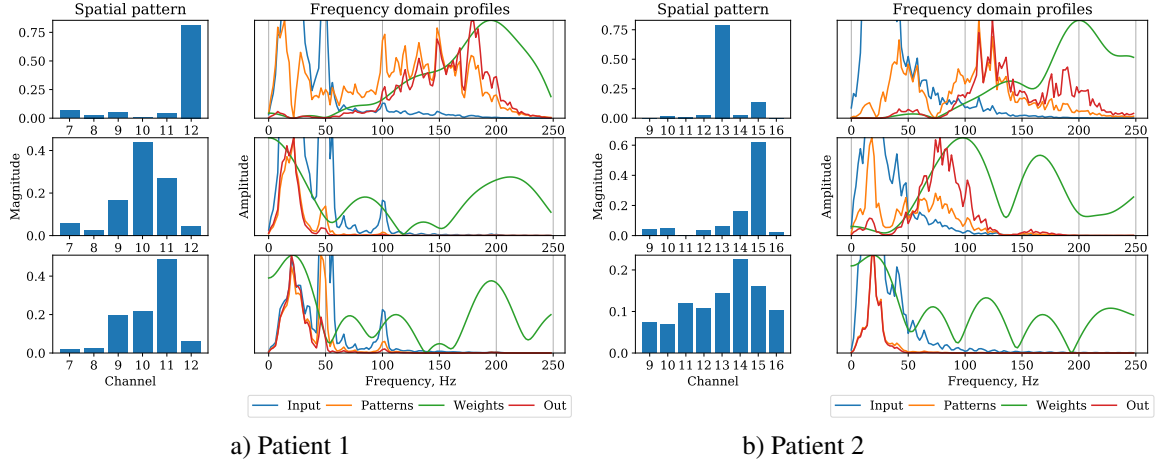 Spatial pattern
Frequency domain profiles
Spatial pattern
Frequency domain profiles
0.75
0.50
0.25
0.00
7 8 9 10 11 12
0 50 100 150 200 250
0.75
0.50
0.25
0.00
9 10 11 12 13 14 15 16
0 50 100 150 200 250
Magnitude
0.4
0.2
0.0
7 8 9 10 11 12
Amplitude
0 50 100 150 200 250
Magnitude
0.6
0.4
0.2
0.0
9 10 11 12 13 14 15 16
Amplitude
0 50 100 150 200 250
0.4
0.2
0.0
7 8 9 10 11 12
Channel
0 50 100 150 200 250
Frequency, Hz
0.2
0.1
0.0
9 10 11 12 13 14 15 16
Channel
0 50 100 150 200 250
Frequency, Hz
Input Patterns Weights Out
Input Patterns Weights Out
a) Patient 1
b) Patient 2